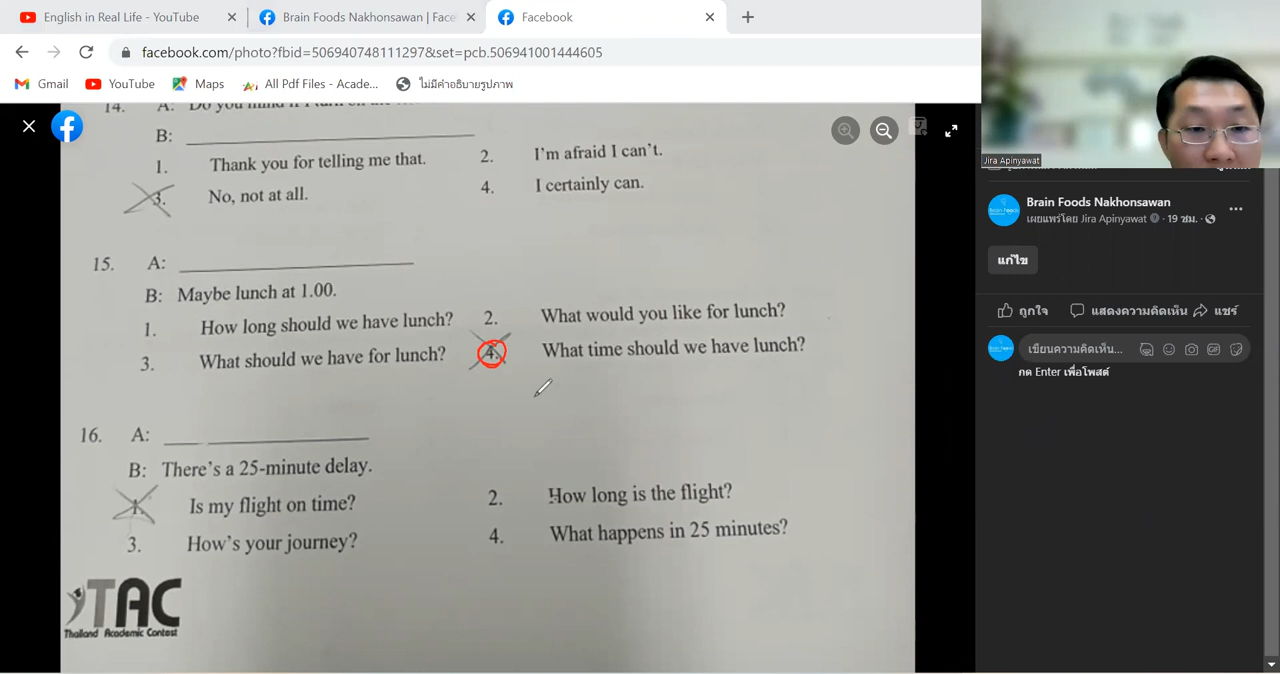 English in Real Life - YouTube
Brain Foods Nakhonsawan | Face
Facebook
facebook.com/photo?fbid=506940748111297&set=pcb.506941001444605
Gmail
YouTube
Maps
All Pdf Files - Acade...
ไม่มีคำอธิบายรูปภาพ
Jira Apinyawat
14. A: Do you mind if I turn on the
B:
1. Thank you for telling me that.
2. I'm afraid I can't.
3. No, not at all.
4. I certainly can.
15. A:
B: Maybe lunch at 1.00.
1. How long should we have lunch?
2. What would you like for lunch?
3. What should we have for lunch?
4. What time should we have lunch?
16. A:
B: There's a 25-minute delay.
1. Is my flight on time?
2. How long is the flight?
3. How's your journey?
4. What happens in 25 minutes?
TAC
Thailand Academic Contest
Brain Foods Nakhonsawan
เผยแพร่โดย Jira Apinyawat · 19 ชม. ·
แก้ไข
ถูกใจ
แสดงความคิดเห็น
แชร์
เขียนความคิดเห็น...
กด Enter เพื่อโพสต์